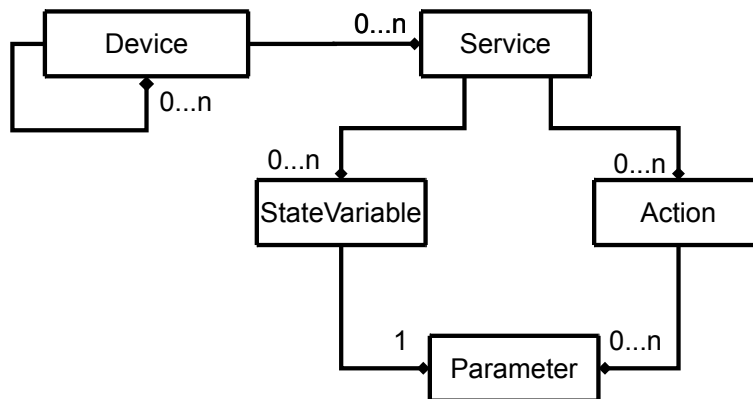 Device
0...n
Service
0...n
0...n
0...n
StateVariable
Action
1
0...n
Parameter